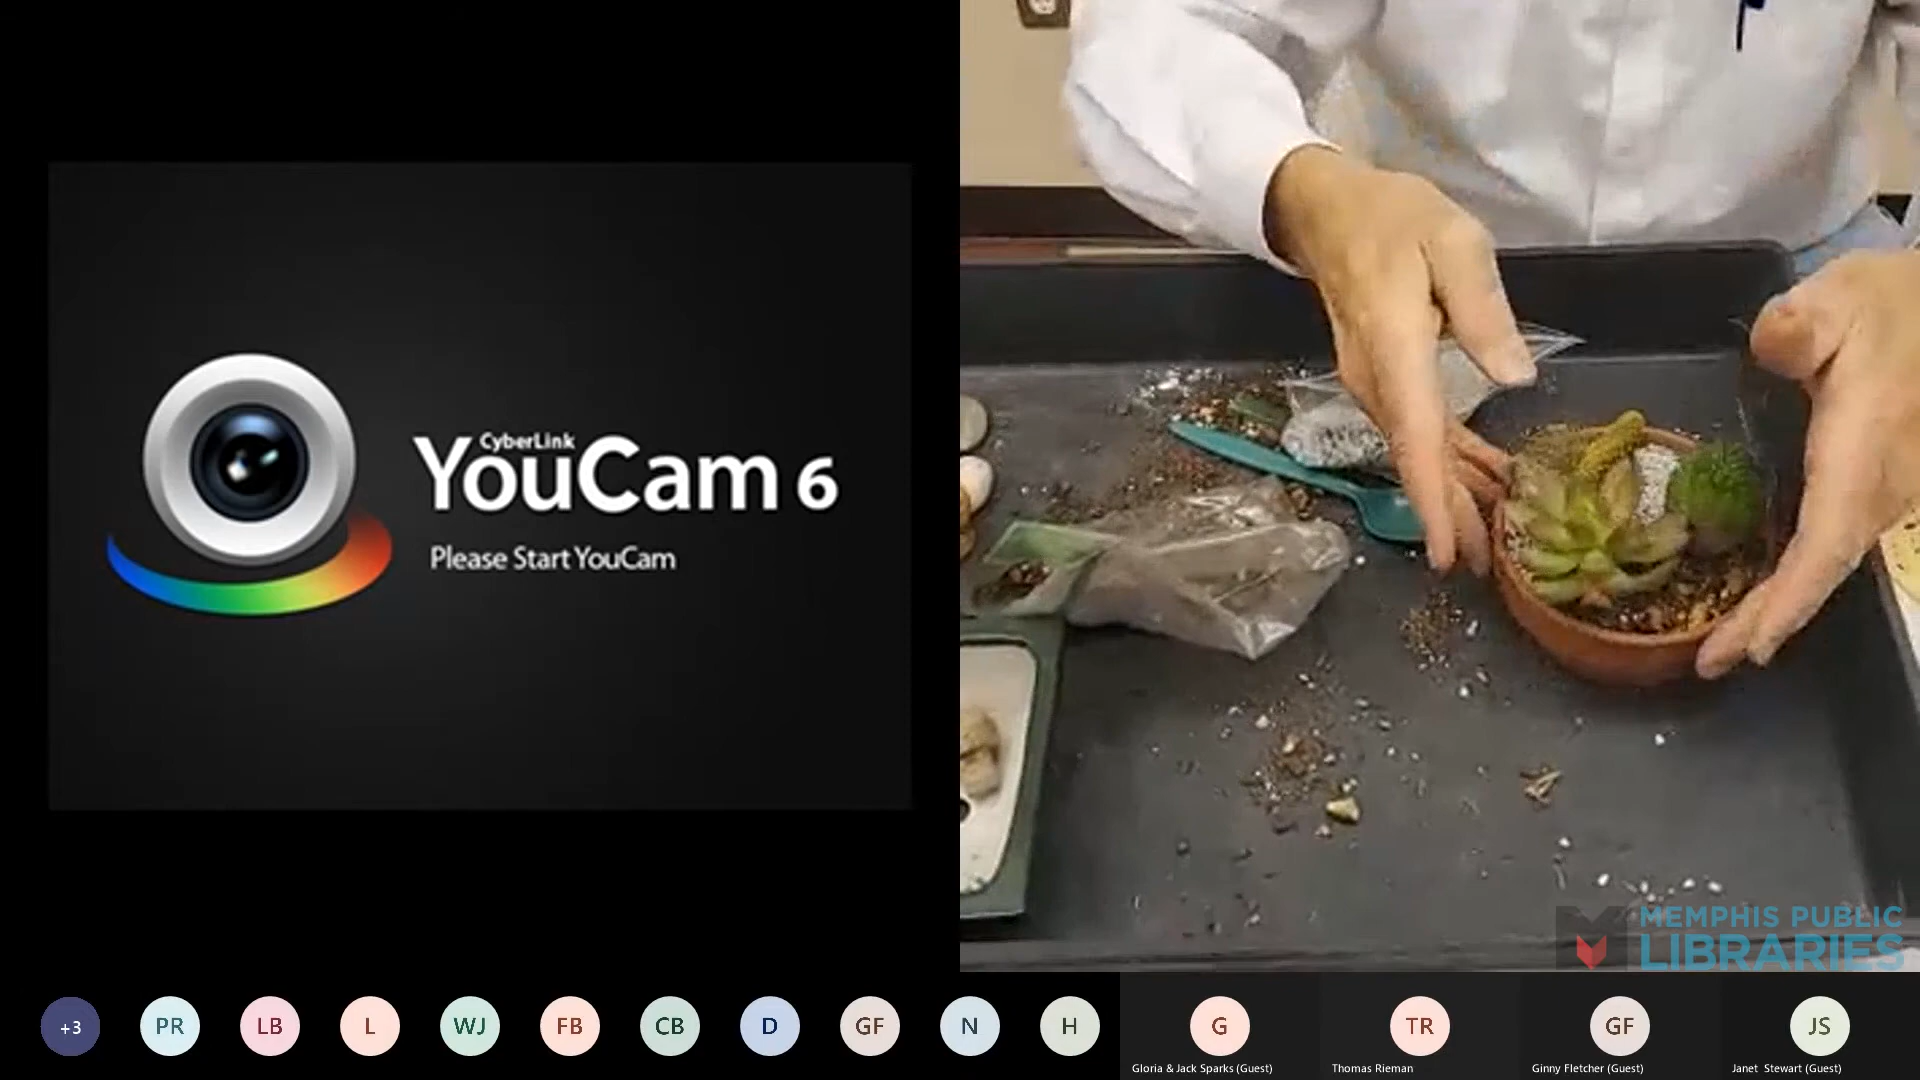 CyberLink
YouCam 6
Please Start YouCam
MEMPHIS PUBLIC
LIBRARIES
+3
PR
LB
L
WJ
FB
CB
D
GF
N
H
G
TR
GF
JS
Gloria & Jack Sparks (Guest)
Thomas Rieman
Ginny Fletcher (Guest)
Janet Stewart (Guest)